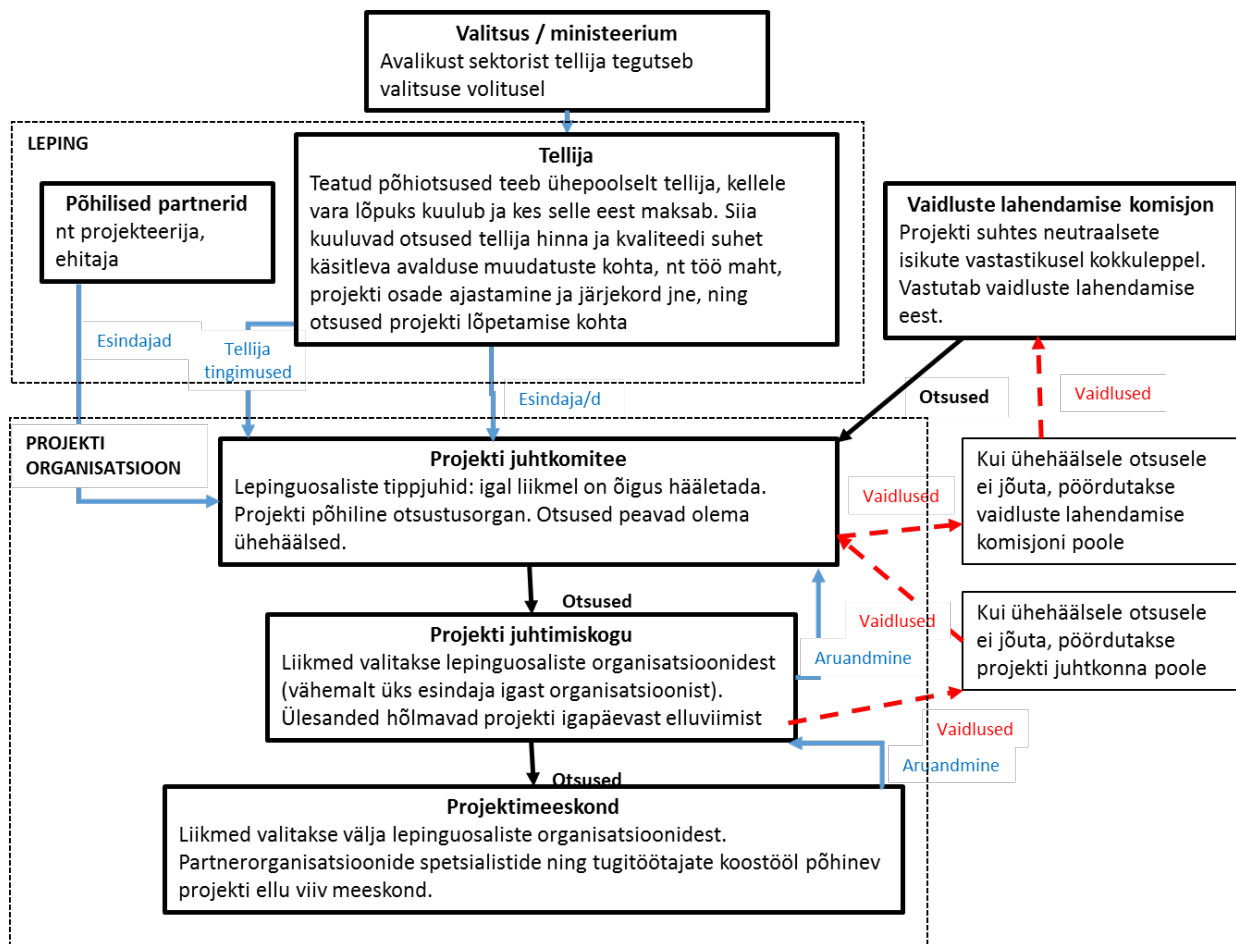 Valitsus / ministeerium
Avalikust sektorist tellija tegutseb
valitsuse volitusel
LEPING
Tellija
Teatud põhiotsused teeb ühepoolselt tellija, kellele
vara lõpuks kuulub ja kes selle eest maksab. Siia
kuuluvad otsused tellija hinna ja kvaliteedi suhet
käsitleva avalduse muudatuste kohta, nt töö maht,
projekti osade ajastamine ja järjekord jne, ning
otsused projekti lõpetamise kohta
Põhilised partnerid
nt projekteerija,
ehitaja
Vaidluste lahendamise komisjon
Projekti suhtes neutraalsete
isikute vastastikusel kokkuleppel.
Vastutab vaidluste lahendamise
eest.
Esindajad
Tellija
tingimused
Esindaja/d
Otsused
Vaidlused
PROJEKTI
ORGANISATSIOON
Projekti juhtkomitee
Lepinguosaliste tippjuhid: igal liikmel on õigus hääletada.
Projekti põhiline otsustusorgan. Otsused peavad olema
ühehäälsed.
Vaidlused
Kui ühehäälsele otsusele
ei jõuta, pöördutakse
vaidluste lahendamise
komisjoni poole
Otsused
Vaidlused
Aruandmine
Kui ühehäälsele otsusele
ei jõuta, pöördutakse
projekti juhtkonna poole
Projekti juhtimiskogu
Liikmed valitakse lepinguosaliste organisatsioonidest
(vähemalt üks esindaja igast organisatsioonist).
Ülesanded hõlmavad projekti igapäevast elluviimist
Vaidlused
Aruandmine
Otsused
Projektimeeskond
Liikmed valitakse välja lepinguosaliste organisatsioonidest.
Partnerorganisatsioonide spetsialistide ning tugitöötajate koostööl põhinev
projekti ellu viiv meeskond.